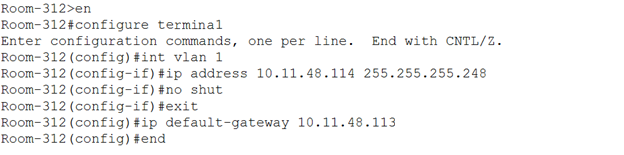 Room-312>en
Room-312#configure terminal
Enter configuration commands, one per line.  End with CNTL/Z.
Room-312(config)#int vlan 1
Room-312(config-if)#ip address 10.11.48.114 255.255.255.248
Room-312(config-if)#no shut
Room-312(config-if)#exit
Room-312(config)#ip default-gateway 10.11.48.113
Room-312(config)#end